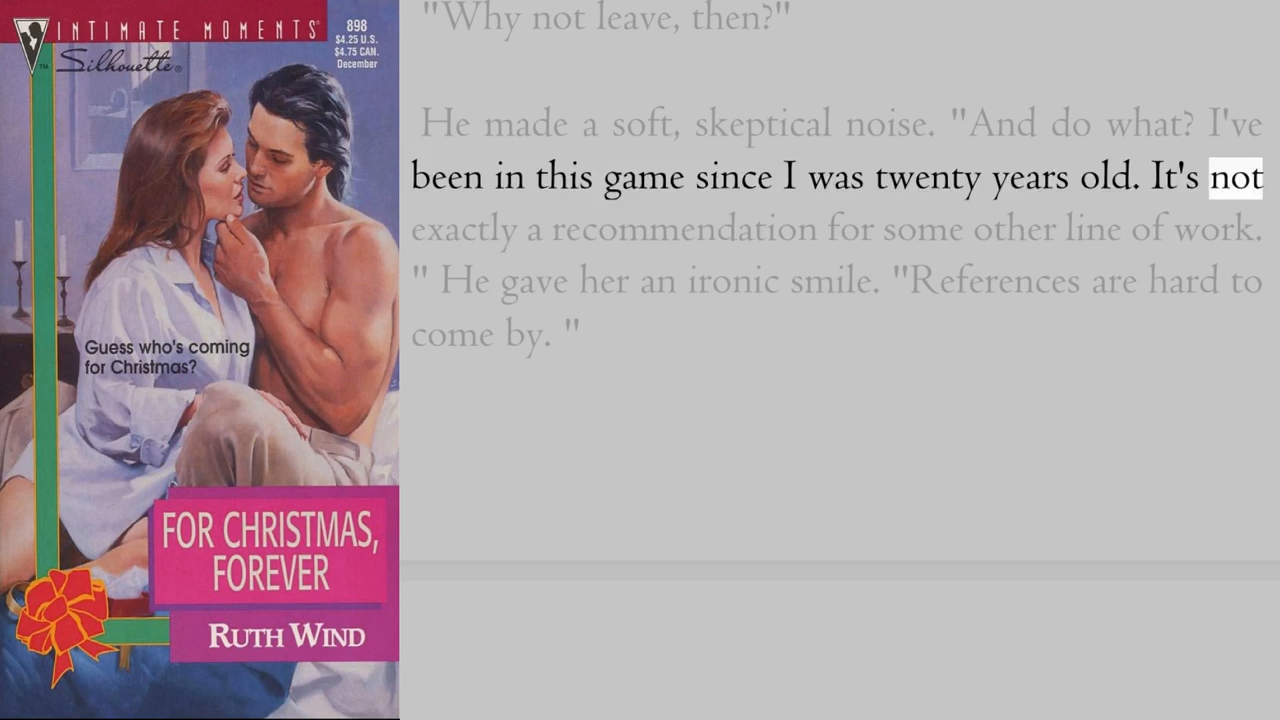 INTIMATE MOMENTS®
Silhouette®
TM
898
$4.25 U.S.
$4.75 CAN.
December
Guess who's coming
for Christmas?
FOR CHRISTMAS,
FOREVER
RUTH WIND
"Why not leave, then?"
He made a soft, skeptical noise. "And do what? I've
been in this game since I was twenty years old. It's not
exactly a recommendation for some other line of work.
" He gave her an ironic smile. "References are hard to
come by. "